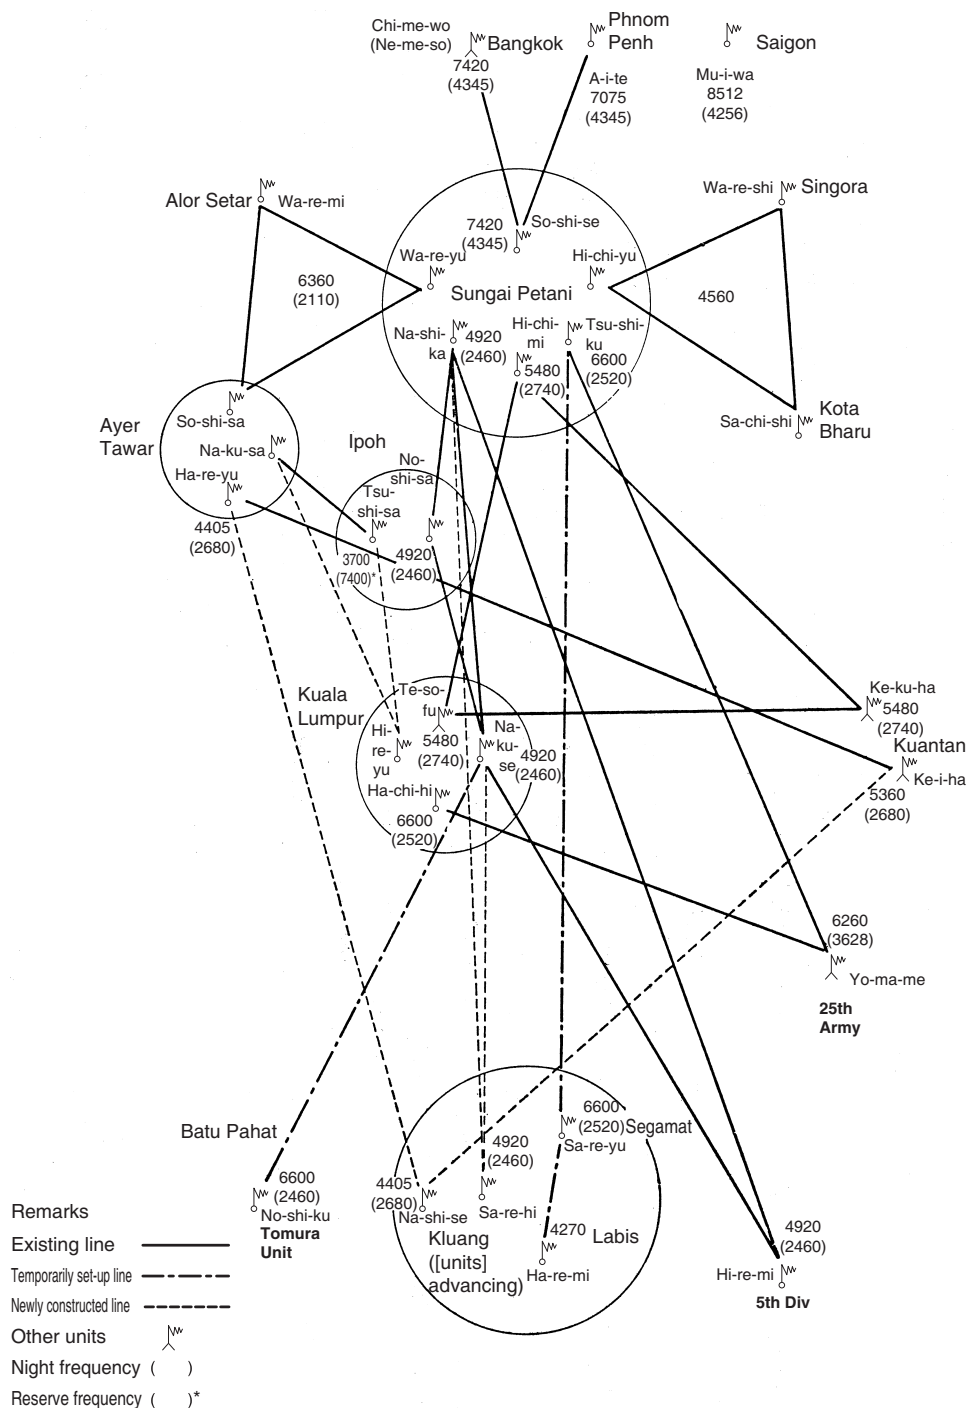 Chi-me-wo
(Ne-me-so)
Bangkok
7420
(4345)
Phnom
Penh
A-i-te
7075
(4345)
Saigon
Mu-i-wa
8512
(4256)
Alor Setar
Wa-re-mi
6360
(2110)
Wa-re-shi
Singora
4560
Sa-chi-shi
Kota
Bharu
7420
(4345)
So-shi-se
Wa-re-yu
Hi-chi-yu
Sungai Petani
Na-shi-
ka
4920
(2460)
Hi-chi-
mi
5480
(2740)
Tsu-shi-
ku
6600
(2520)
Ayer
Tawar
So-shi-sa
Na-ku-sa
Ha-re-yu
4405
(2680)
Ipoh
No-
shi-sa
Tsu-
shi-sa
3700
(7400)*
4920
(2460)
Kuala
Lumpur
Te-so-
fu
5480
(2740)
Hi-
re-
yu
Na-
ku-
se
4920
(2460)
Ha-chi-hi
6600
(2520)
Ke-ku-ha
5480
(2740)
Kuantan
Ke-i-ha
5360
(2680)
6260
(3628)
Yo-ma-me
25th
Army
Batu Pahat
6600
(2460)
No-shi-ku
Tomura
Unit
6600
(2520)
Segamat
Sa-re-yu
4920
(2460)
Sa-re-hi
4405
(2680)
Na-shi-se
Kluang
([units]
advancing)
4270
Labis
Ha-re-mi
4920
(2460)
Hi-re-mi
5th Div
Remarks
Existing line
Temporarily set-up line
Newly constructed line
Other units
Night frequency ( )
Reserve frequency ( )*